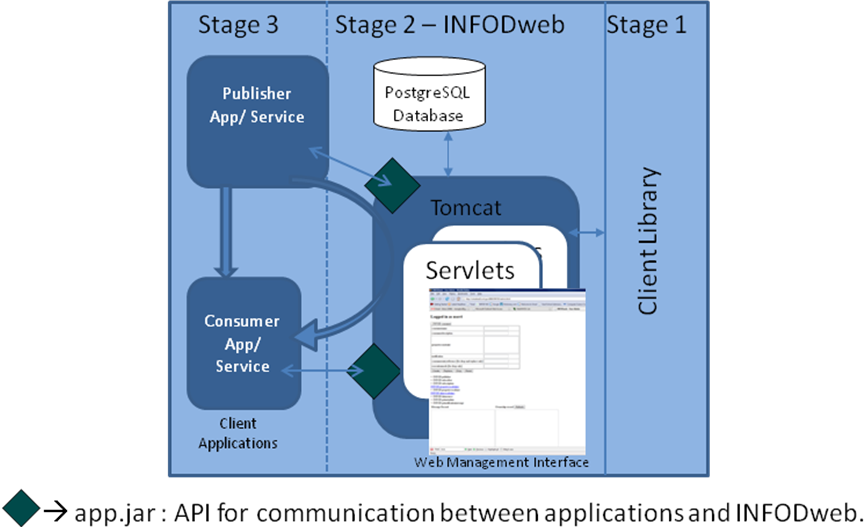 Stage 3
Stage 2 – INFODweb
Stage 1
Publisher
App/ Service
PostgreSQL
Database
Tomcat
Servlets
Client Library
Consumer
App/
Service
Client
Applications
Web Management Interface
→ app.jar : API for communication between applications and INFODweb.